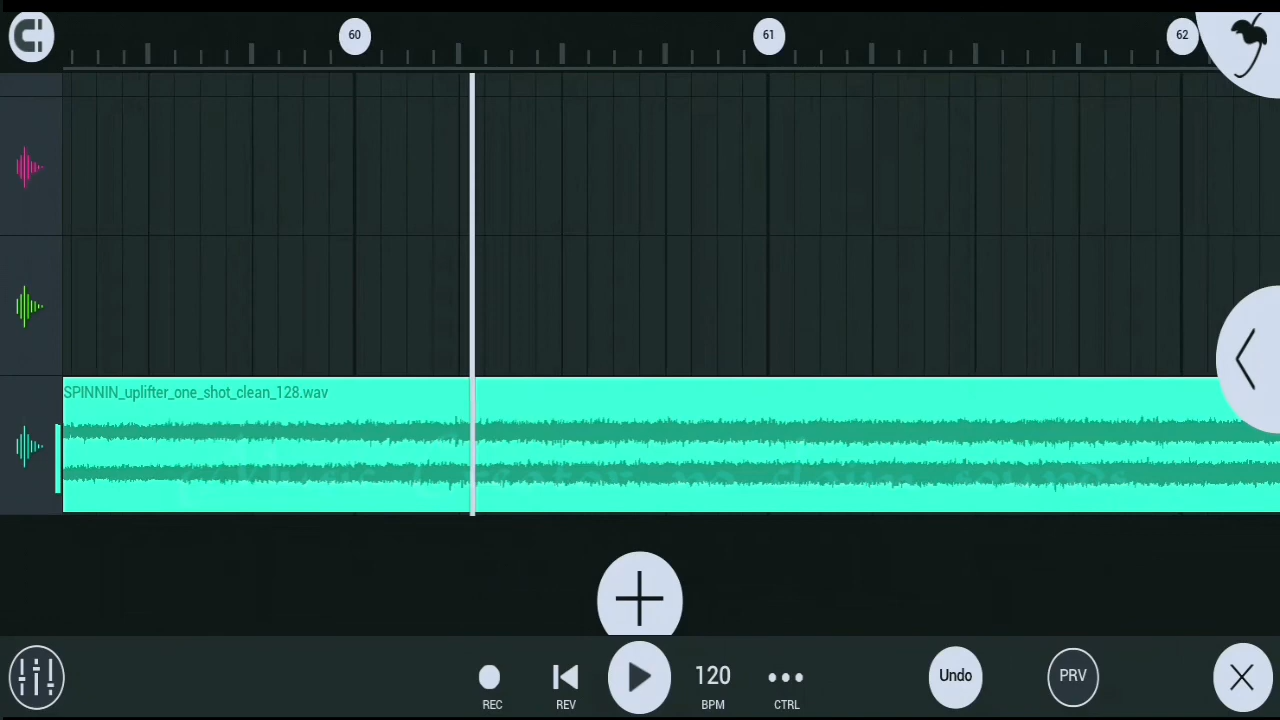 60 61 62
SPINNIN_uplifter_one_shot_clean_128.wav
120 Undo PRV
REC REV BPM CTRL